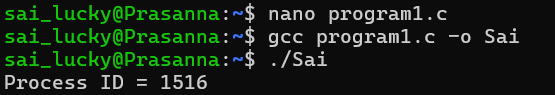 sai_lucky@Prasanna:~$ nano program1.c
sai_lucky@Prasanna:~$ gcc program1.c -o Sai
sai_lucky@Prasanna:~$ ./Sai
Process ID = 1516